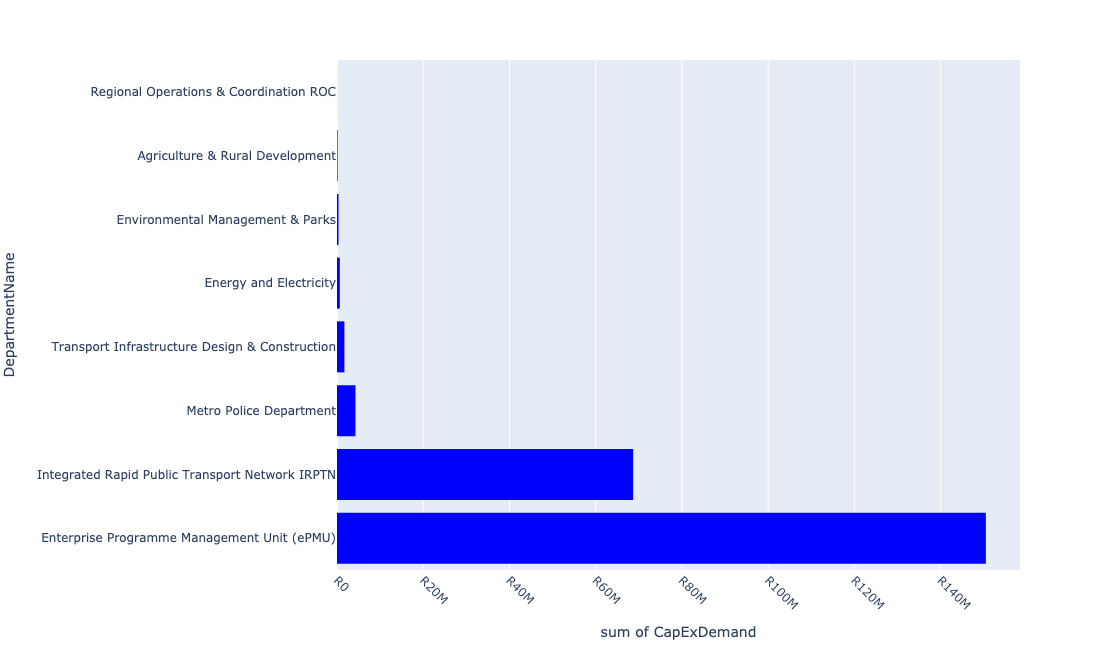 Regional Operations & Coordination ROC
Agriculture & Rural Development
Environmental Management & Parks
Energy and Electricity
Transport Infrastructure Design & Construction
Metro Police Department
Integrated Rapid Public Transport Network IRPTN
Enterprise Programme Management Unit (ePMU)
DepartmentName
R0 R20M R40M R60M R80M R100M R120M R140M
sum of CapExDemand